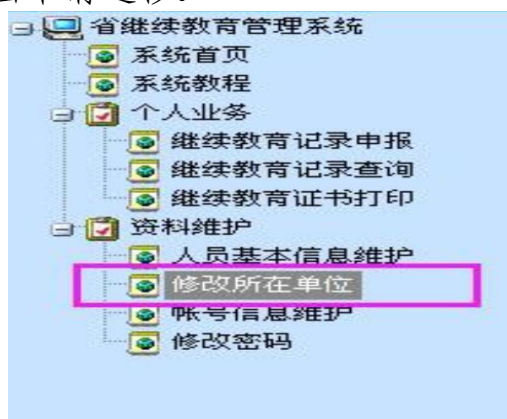 省继续教育管理系统
系统首页
系统教程
个人业务
继续教育记录申报
继续教育记录查询
继续教育证书打印
资料维护
人员基本信息维护
修改所在单位
帐号信息维护
修改密码